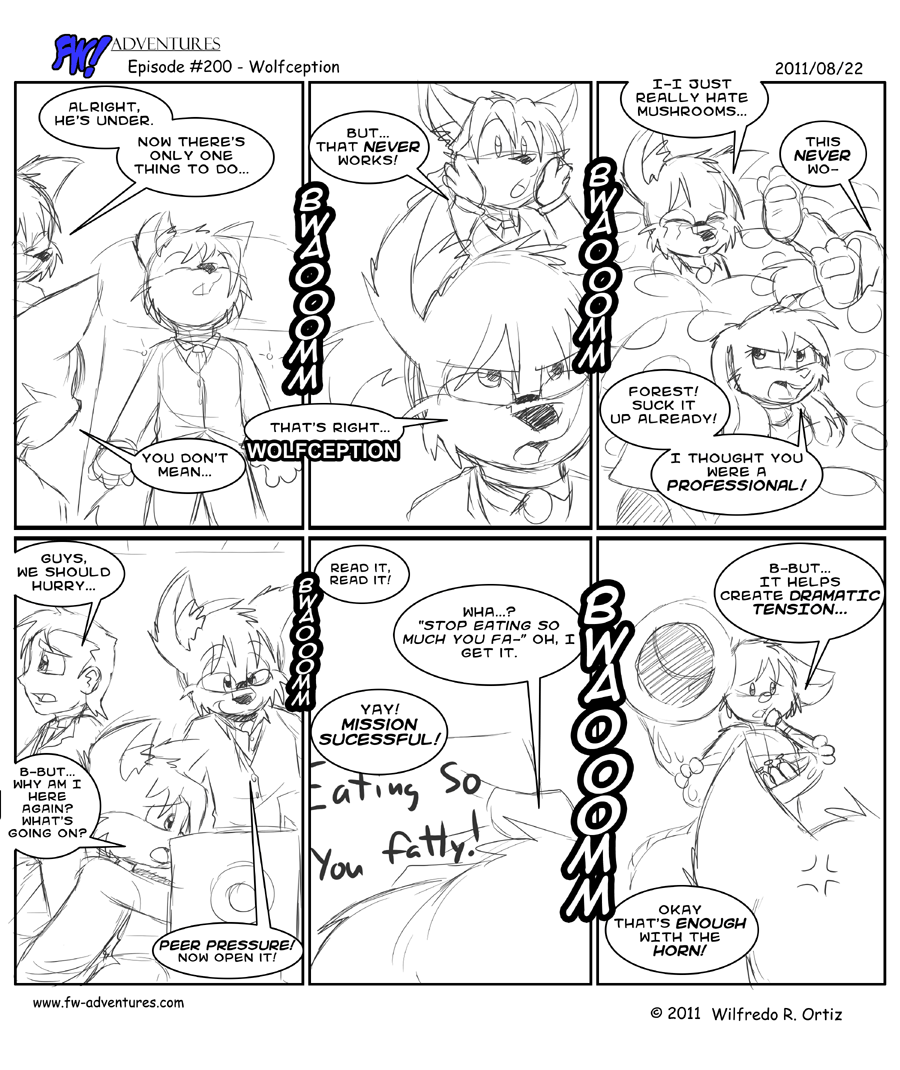 FW! ADVENTURES
Episode #200 - Wolfception
2011/08/22
ALRIGHT,
HE'S UNDER.
NOW THERE'S
ONLY ONE
THING TO DO...
YOU DON'T
MEAN...
BWAOOOMM
BUT...
THAT NEVER
WORKS!
THAT'S RIGHT...
WOLFCEPTION
BWAOOOMM
I-I JUST
REALLY HATE
MUSHROOMS...
THIS
NEVER
WO-
FOREST!
SUCK IT
UP ALREADY!
I THOUGHT YOU
WERE A
PROFESSIONAL!
GUYS,
WE SHOULD
HURRY...
B-BUT...
WHY AM I
HERE
AGAIN?
WHAT'S
GOING ON?
PEER PRESSURE!
NOW OPEN IT!
BWAOOOMM
READ IT,
READ IT!
WHA...?
"STOP EATING SO
MUCH YOU FA-" OH, I
GET IT.
YAY!
MISSION
SUCESSFUL!
Eating So
You fatty!
BWAOOOMM
B-BUT...
IT HELPS
CREATE DRAMATIC
TENSION...
OKAY
THAT'S ENOUGH
WITH THE
HORN!
www.fw-adventures.com
© 2011 Wilfredo R. Ortiz